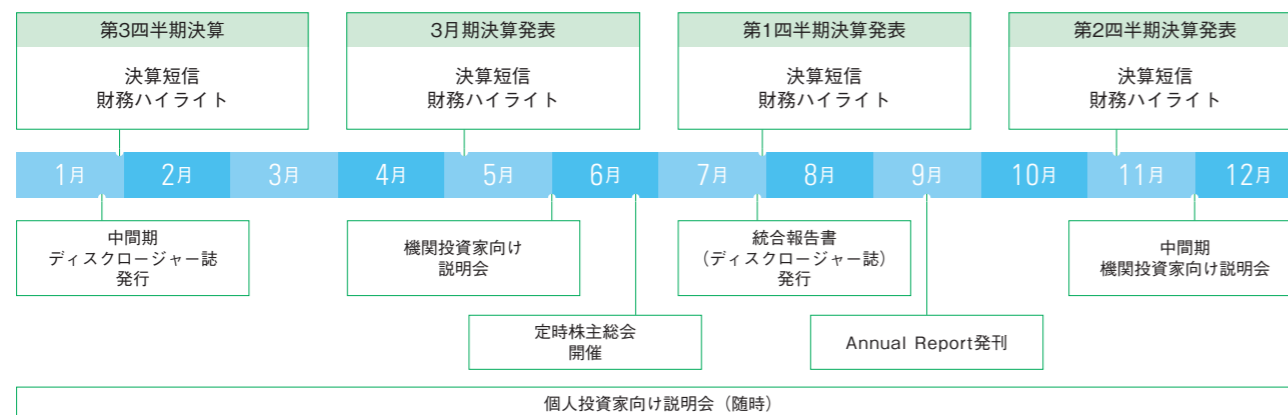 第3四半期決算
決算短信
財務ハイライト
3月期決算発表
決算短信
財務ハイライト
第1四半期決算発表
決算短信
財務ハイライト
第2四半期決算発表
決算短信
財務ハイライト
1月 2月 3月 4月 5月 6月 7月 8月 9月 10月 11月 12月
中間期
ディスクロージャー誌
発行
機関投資家向け
説明会
統合報告書
（ディスクロージャー誌）
発行
中間期
機関投資家向け説明会
定時株主総会
開催
Annual Report発刊
個人投資家向け説明会（随時）